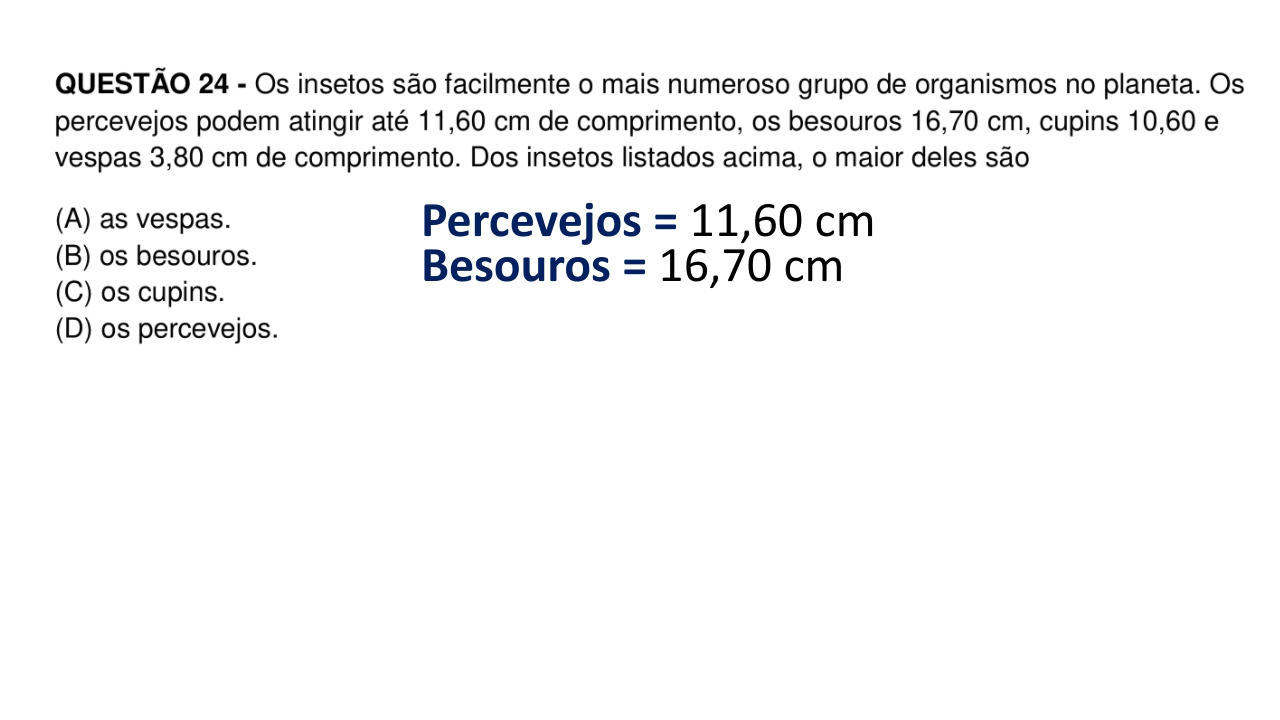 QUESTÃO 24 - Os insetos são facilmente o mais numeroso grupo de organismos no planeta. Os
percevejos podem atingir até 11,60 cm de comprimento, os besouros 16,70 cm, cupins 10,60 e
vespas 3,80 cm de comprimento. Dos insetos listados acima, o maior deles são
(A) as vespas.
(B) os besouros.
(C) os cupins.
(D) os percevejos.
Percevejos = 11,60 cm
Besouros = 16,70 cm